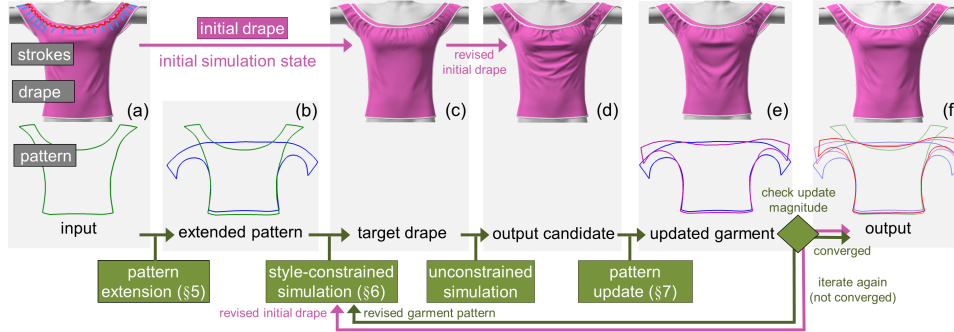 initial drape
strokes
initial simulation state
revised
initial drape
drape
(a)
(b)
(c)
(d)
(e)
(f)
pattern
check update
magnitude
input
extended pattern
target drape
output candidate
updated garment
output
converged
pattern
extension (§5)
style-constrained
simulation (§6)
unconstrained
simulation
pattern
update (§7)
iterate again
(not converged)
revised initial drape
revised garment pattern